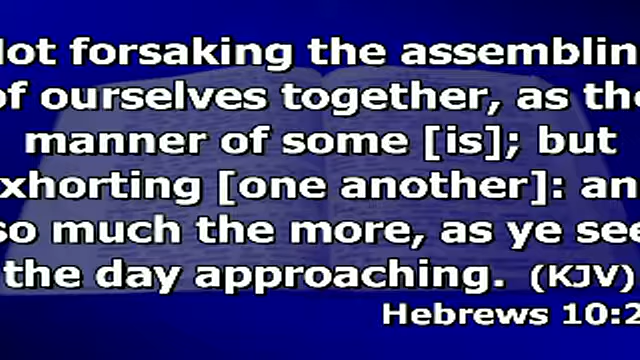 ot forsaking the assemblin
of ourselves together, as the
manner of some [is]; but
xhorting [one another]: an
so much the more, as ye see
the day approaching. (KJV)
Hebrews 10:2